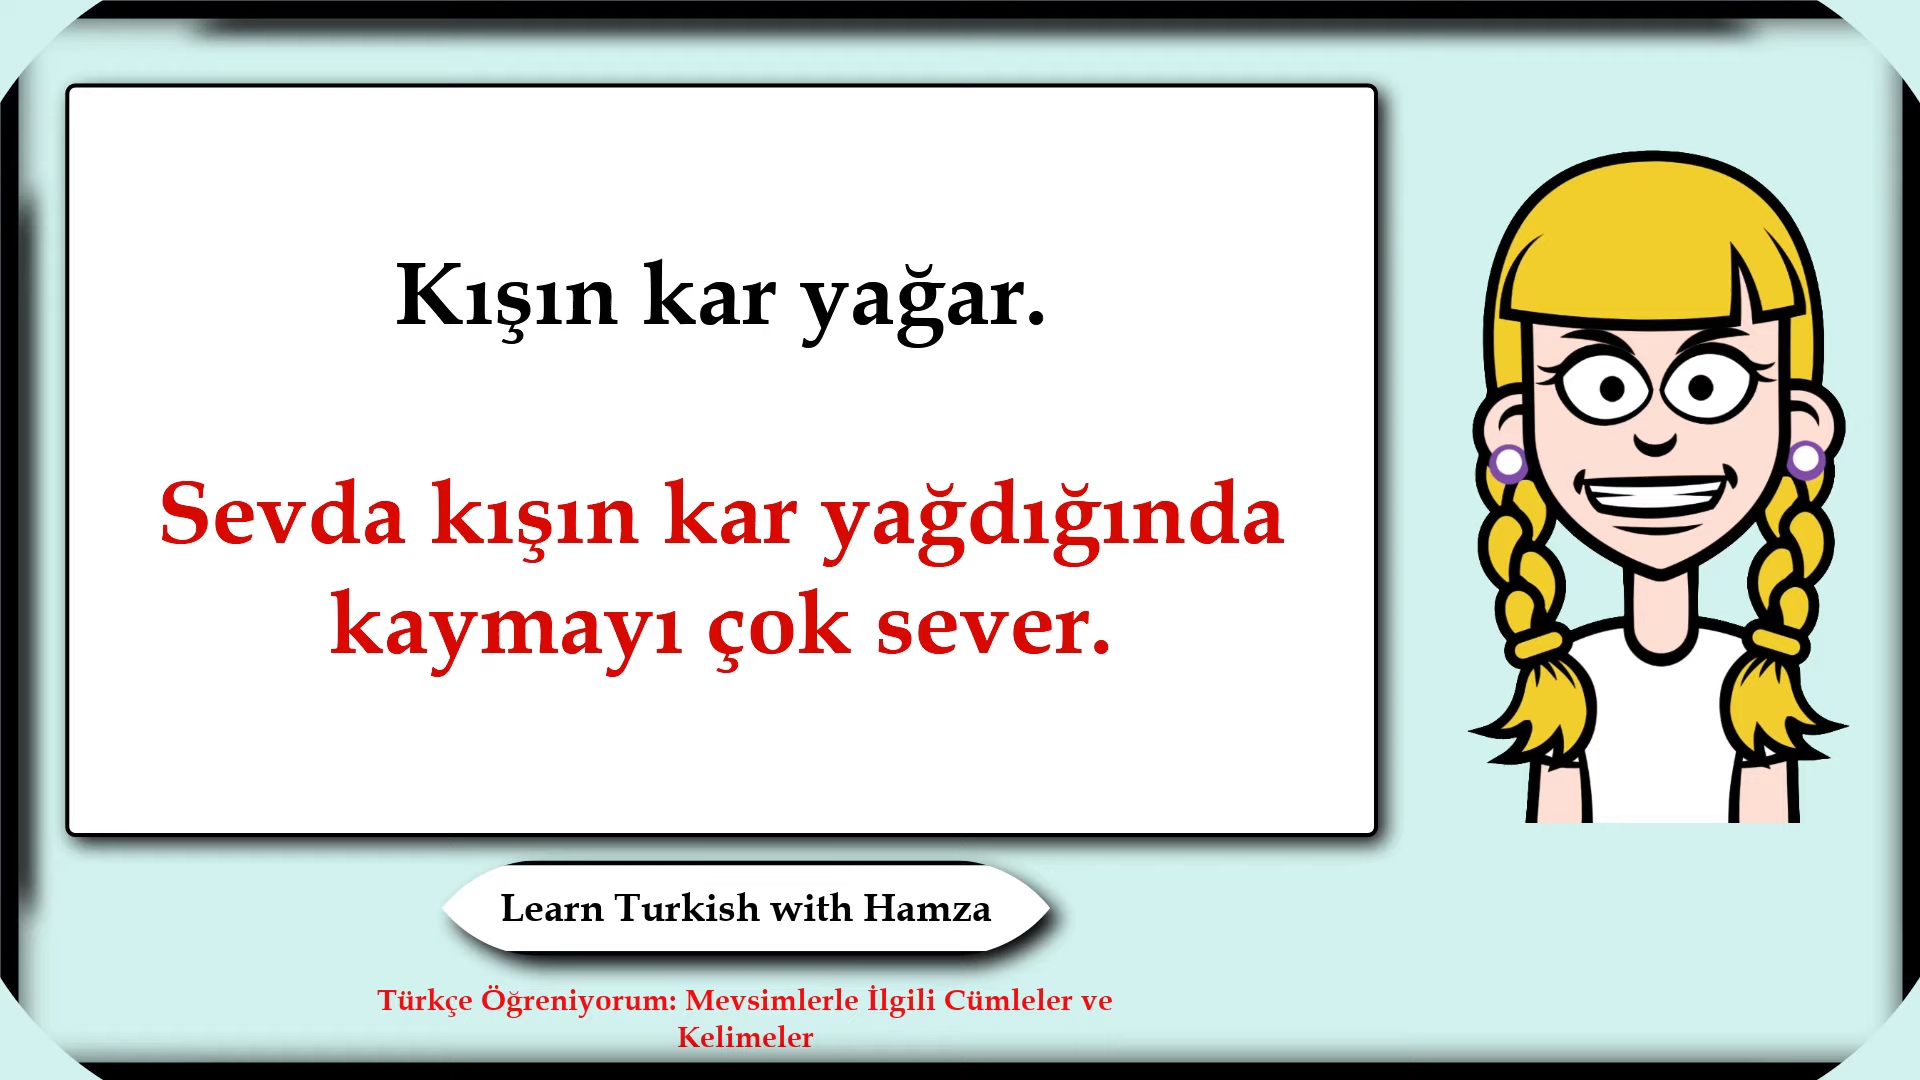 Kışın kar yağar.
Sevda kışın kar yağdığında
kaymayı çok sever.
Learn Turkish with Hamza
Türkçe Öğreniyorum: Mevsimlerle İlgili Cümleler ve
Kelimeler